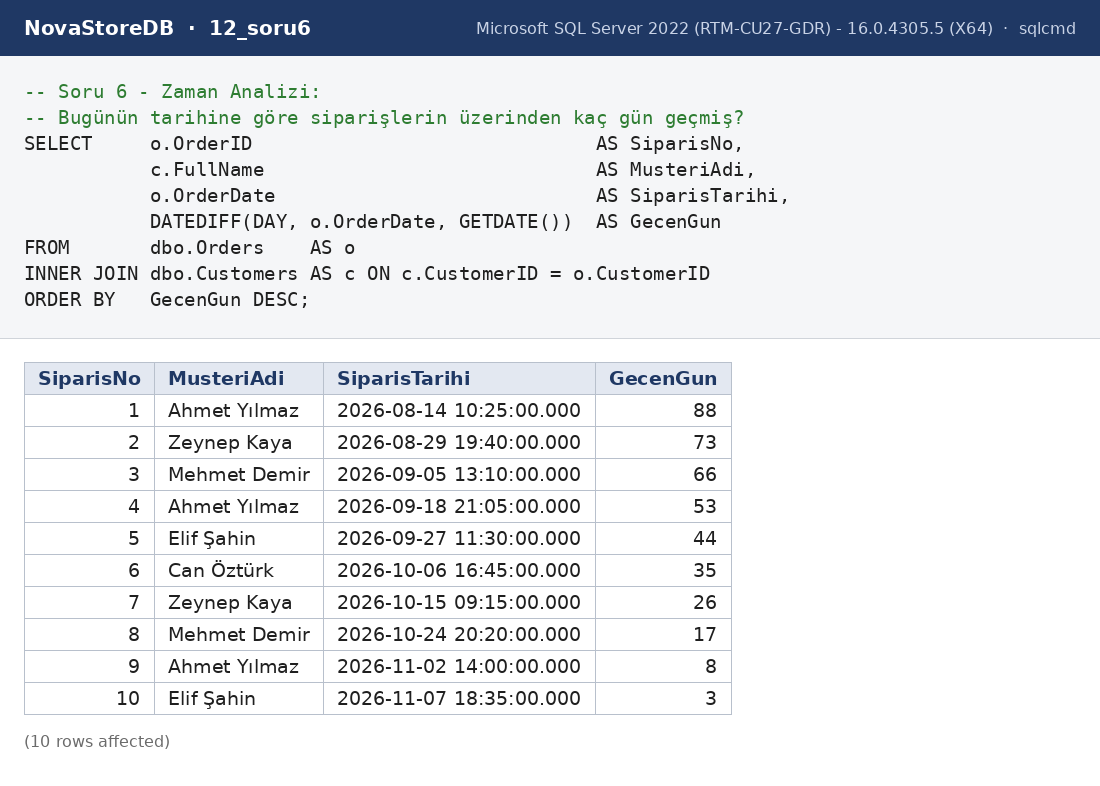 NovaStoreDB · 12_soru6
Microsoft SQL Server 2022 (RTM-CU27-GDR) - 16.0.4305.5 (X64) · sqlcmd
-- Soru 6 - Zaman Analizi:
-- Bugünün tarihine göre siparişlerin üzerinden kaç gün geçmiş?
SELECT     o.OrderID                              AS SiparisNo,
           c.FullName                             AS MusteriAdi,
           o.OrderDate                            AS SiparisTarihi,
           DATEDIFF(DAY, o.OrderDate, GETDATE())  AS GecenGun
FROM       dbo.Orders    AS o
INNER JOIN dbo.Customers AS c ON c.CustomerID = o.CustomerID
ORDER BY   GecenGun DESC;
SiparisNo MusteriAdi SiparisTarihi GecenGun
1 Ahmet Yılmaz 2026-08-14 10:25:00.000 88
2 Zeynep Kaya 2026-08-29 19:40:00.000 73
3 Mehmet Demir 2026-09-05 13:10:00.000 66
4 Ahmet Yılmaz 2026-09-18 21:05:00.000 53
5 Elif Şahin 2026-09-27 11:30:00.000 44
6 Can Öztürk 2026-10-06 16:45:00.000 35
7 Zeynep Kaya 2026-10-15 09:15:00.000 26
8 Mehmet Demir 2026-10-24 20:20:00.000 17
9 Ahmet Yılmaz 2026-11-02 14:00:00.000 8
10 Elif Şahin 2026-11-07 18:35:00.000 3
(10 rows affected)